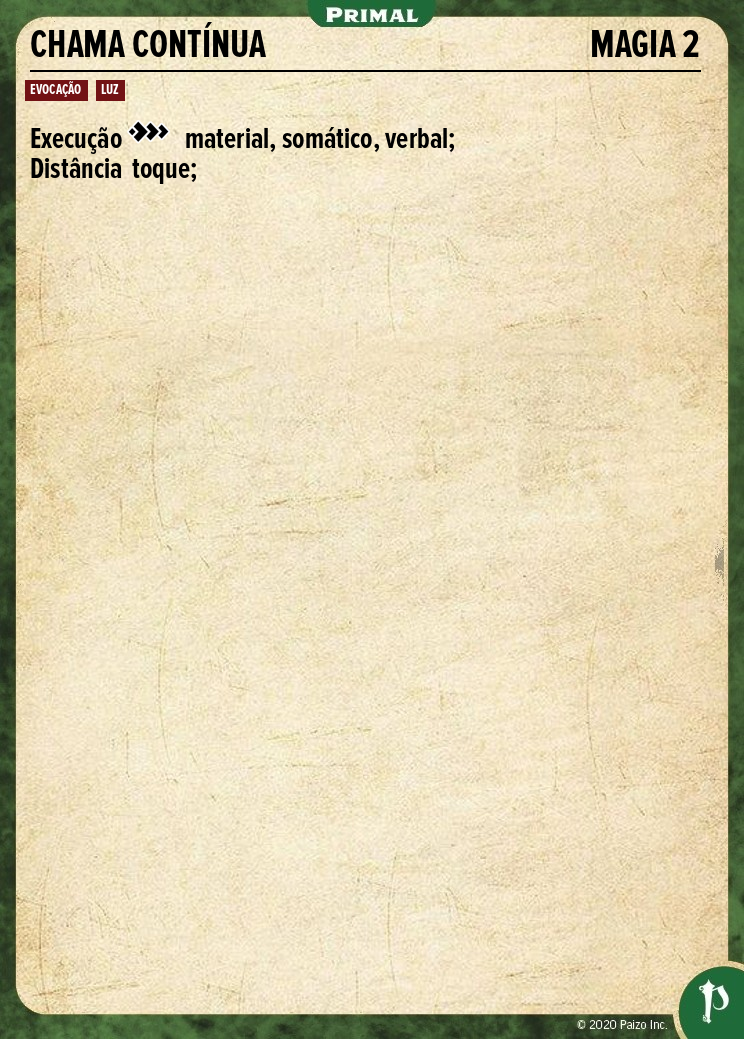 PRIMAL
CHAMA CONTÍNUA MAGIA 2
EVOCAÇÃO LUZ
Execução material, somático, verbal;
Distância toque;
© 2020 Paizo Inc.